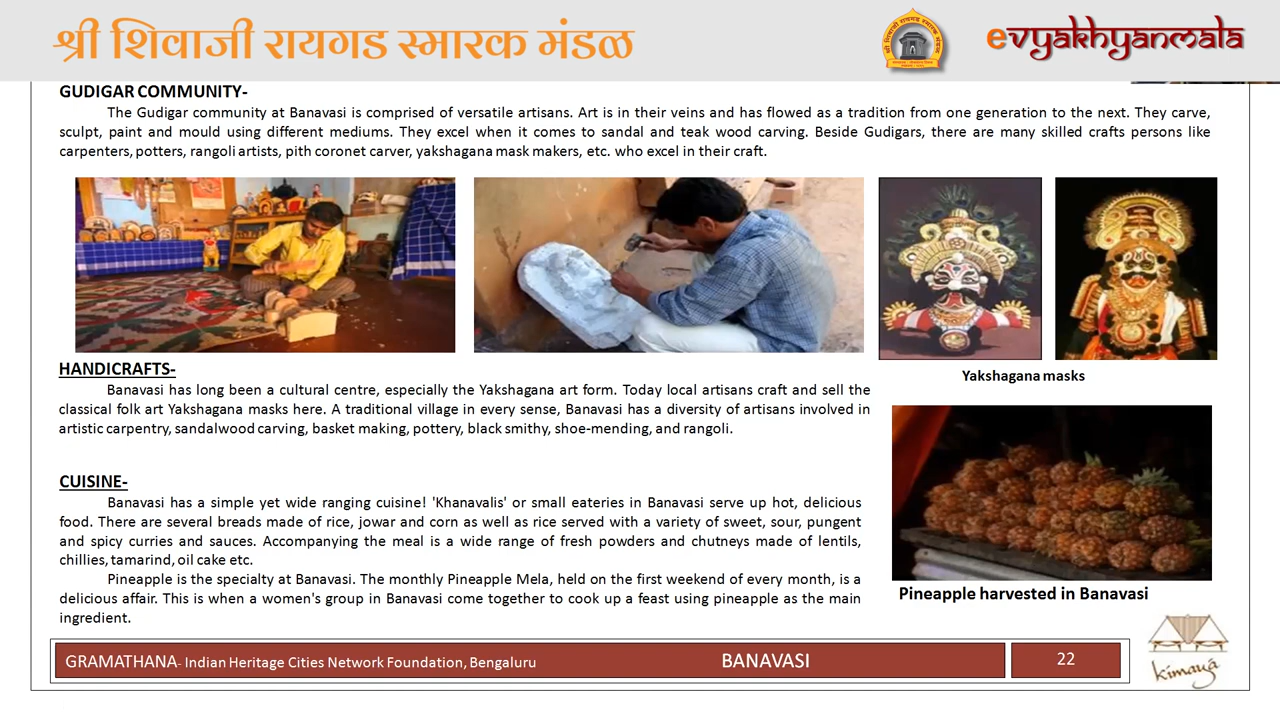 श्री शिवाजी रायगड स्मारक मंडळ
evyakhyanmala
GUDIGAR COMMUNITY-
The Gudigar community at Banavasi is comprised of versatile artisans. Art is in their veins and has flowed as a tradition from one generation to the next. They carve,
sculpt, paint and mould using different mediums. They excel when it comes to sandal and teak wood carving. Beside Gudigars, there are many skilled crafts persons like
carpenters, potters, rangoli artists, pith coronet carver, yakshagana mask makers, etc. who excel in their craft.
Yakshagana masks
HANDICRAFTS-
Banavasi has long been a cultural centre, especially the Yakshagana art form. Today local artisans craft and sell the
classical folk art Yakshagana masks here. A traditional village in every sense, Banavasi has a diversity of artisans involved in
artistic carpentry, sandalwood carving, basket making, pottery, black smithy, shoe-mending, and rangoli.
CUISINE-
Banavasi has a simple yet wide ranging cuisine! 'Khanavalis' or small eateries in Banavasi serve up hot, delicious
food. There are several breads made of rice, jowar and corn as well as rice served with a variety of sweet, sour, pungent
and spicy curries and sauces. Accompanying the meal is a wide range of fresh powders and chutneys made of lentils,
chillies, tamarind, oil cake etc.
Pineapple is the specialty at Banavasi. The monthly Pineapple Mela, held on the first weekend of every month, is a
delicious affair. This is when a women's group in Banavasi come together to cook up a feast using pineapple as the main
ingredient.
Pineapple harvested in Banavasi
GRAMATHANA- Indian Heritage Cities Network Foundation, Bengaluru
BANAVASI
22
kimayá